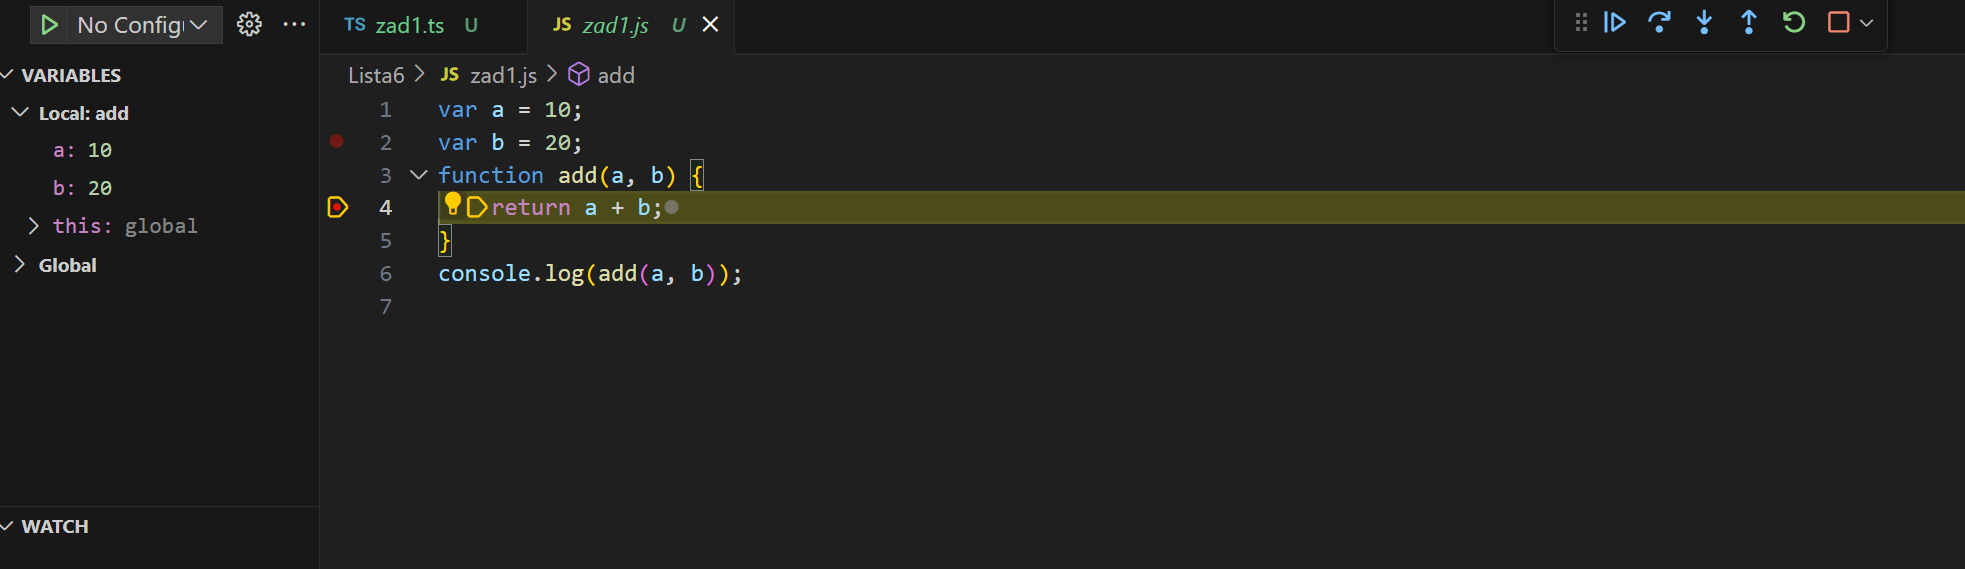 No Config
VARIABLES
Local: add
a: 10
b: 20
this: global
Global
WATCH
TS zad1.ts U
JS zad1.js U
Lista6 > JS zad1.js > add
1 var a = 10;
2 var b = 20;
3 function add(a, b) {
4 return a + b;
5 }
6 console.log(add(a, b));
7